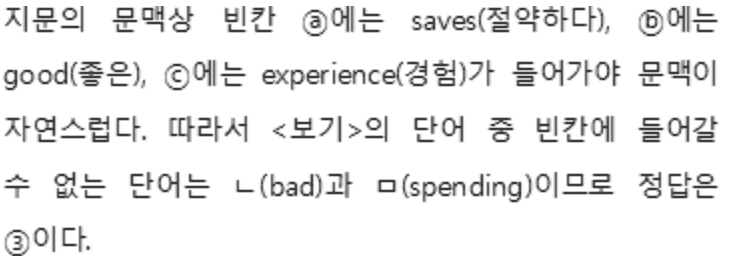 지문의 문맥상 빈칸 ⓐ에는 saves(절약하다), ⓑ에는
good(좋은), ⓒ에는 experience(경험)가 들어가야 문맥이
자연스럽다. 따라서 <보기>의 단어 중 빈칸에 들어갈
수 없는 단어는 ㄴ(bad)과 ㅁ(spending)이므로 정답은
③이다.